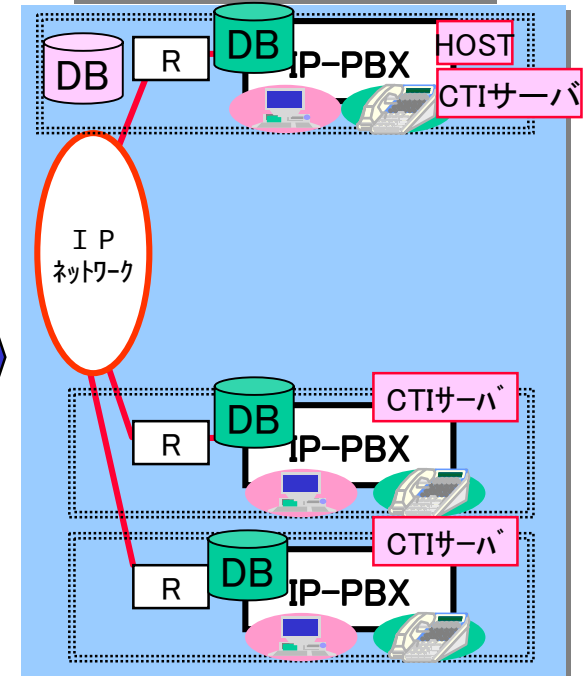 DB
R
DB
IP-PBX
HOST
CTIサーバ
ＩＰ
ﾈｯﾄﾜｰｸ
R
DB
IP-PBX
CTIｻｰﾊﾞ
R
DB
IP-PBX
CTIｻｰﾊﾞ